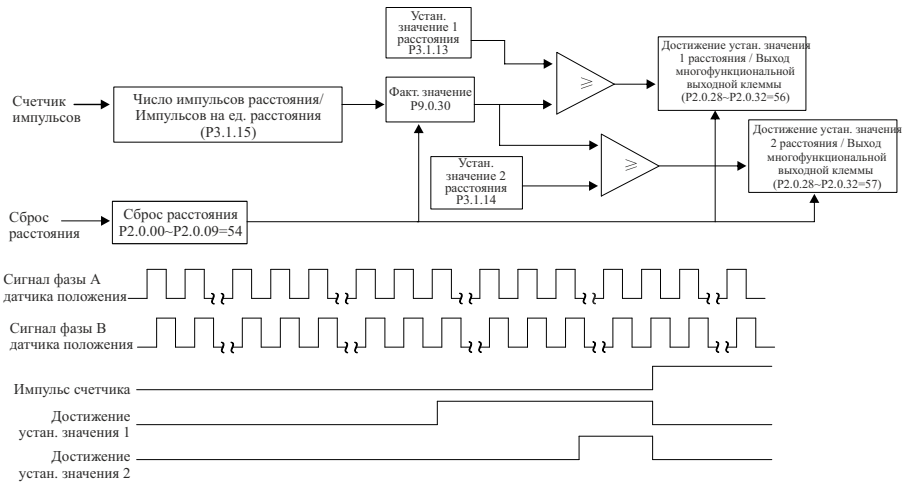 Устан.
значение 1
расстояния
P3.1.13
Достижение устан. значения
1 расстояния / Выход
многофункциональной
выходной клеммы
(P2.0.28~P2.0.32=56)
Счетчик
импульсов
Число импульсов расстояния/
Импульсов на ед. расстояния
(P3.1.15)
Факт. значение
P9.0.30
≥
Достижение устан. значения
2 расстояния / Выход
многофункциональной
выходной клеммы
(P2.0.28~P2.0.32=57)
≥
Устан.
значение 2
расстояния
P3.1.14
Сброс
расстояния
Сброс расстояния
P2.0.00~P2.0.09=54
Сигнал фазы А
датчика положения
Сигнал фазы В
датчика положения
Импульс счетчика
Достижение
устан. значения 1
Достижение
устан. значения 2